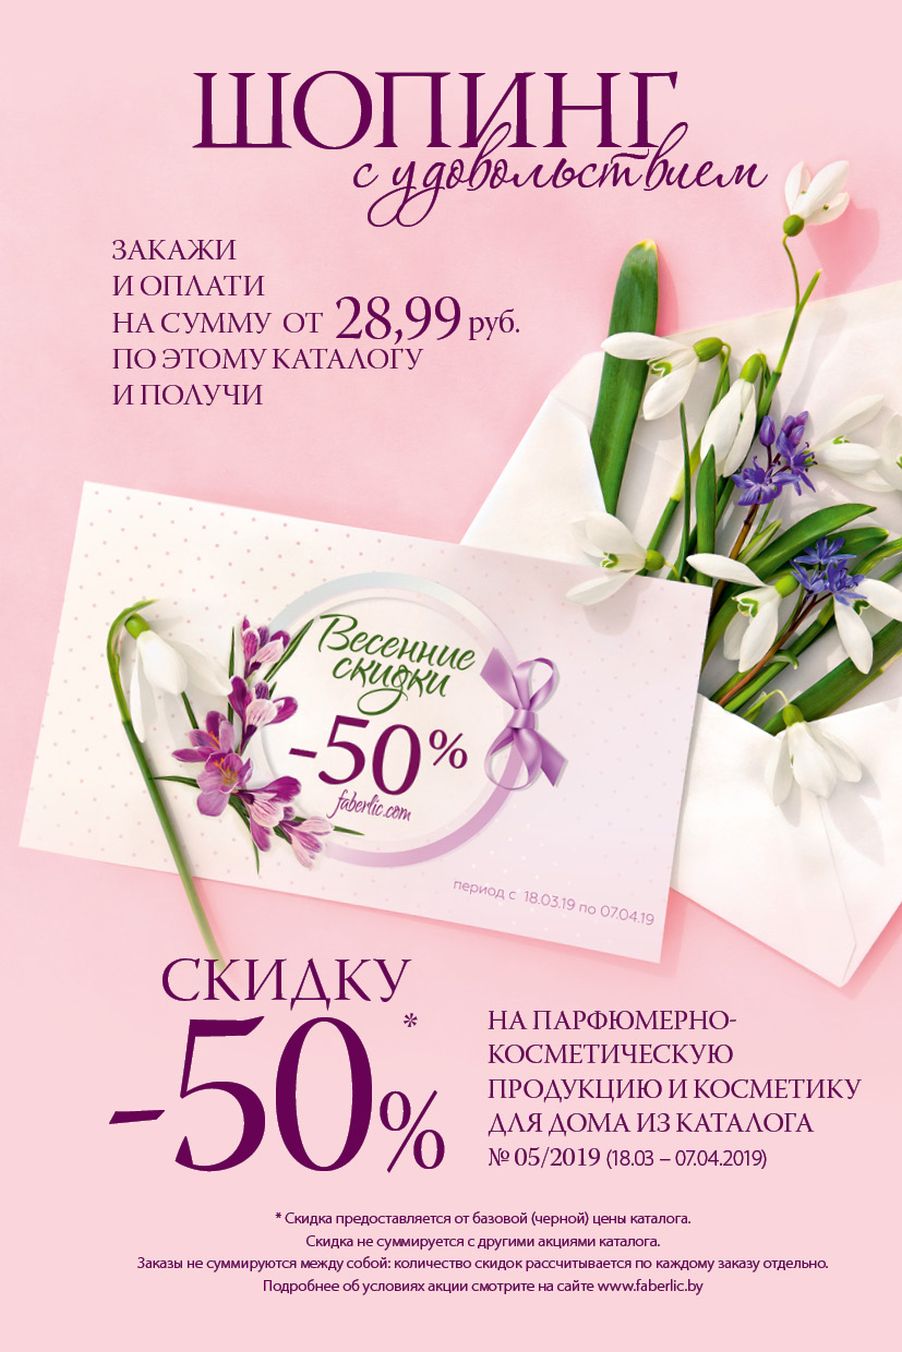 ШОПИНГ
с удовольствием
ЗАКАЖИ
И ОПЛАТИ
НА СУММУ ОТ 28,99 руб.
ПО ЭТОМУ КАТАЛОГУ
И ПОЛУЧИ
Весенние
скидки
-50%
faberlic.com
период с 18.03.19 по 07.04.19
СКИДКУ
-50%*
НА ПАРФЮМЕРНО-
КОСМЕТИЧЕСКУЮ
ПРОДУКЦИЮ И КОСМЕТИКУ
ДЛЯ ДОМА ИЗ КАТАЛОГА
№ 05/2019 (18.03 – 07.04.2019)
* Скидка предоставляется от базовой (черной) цены каталога.
Скидка не суммируется с другими акциями каталога.
Заказы не суммируются между собой: количество скидок рассчитывается по каждому заказу отдельно.
Подробнее об условиях акции смотрите на сайте www.faberlic.by